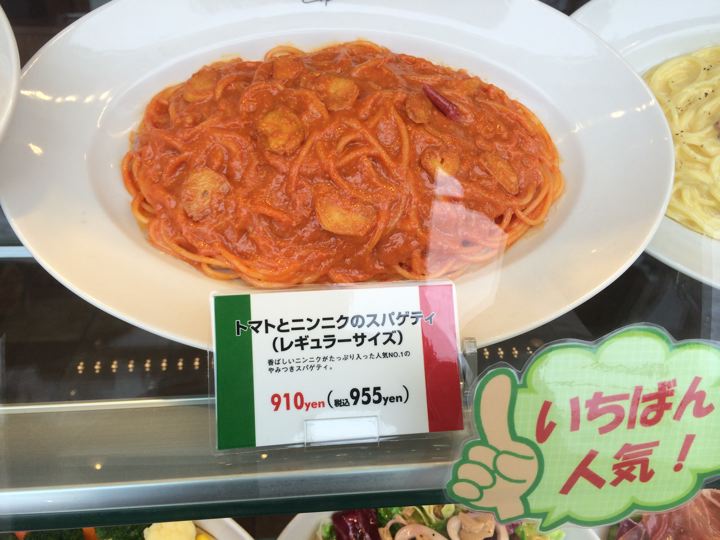 トマトとニンニクのスパゲティ
(レギュラーサイズ)
香ばしいニンニクがたっぷり入った人気NO.1の
やみつきスパゲティ。
910yen(税込955yen)
いちばん
人気!